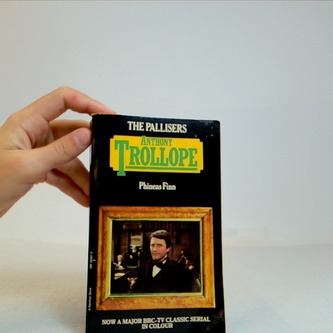 THE PALLISERS
ANTHONY
TROLLOPE
Phineas Finn
NOW A MAJOR BBC-TV CLASSIC SERIAL
IN COLOUR